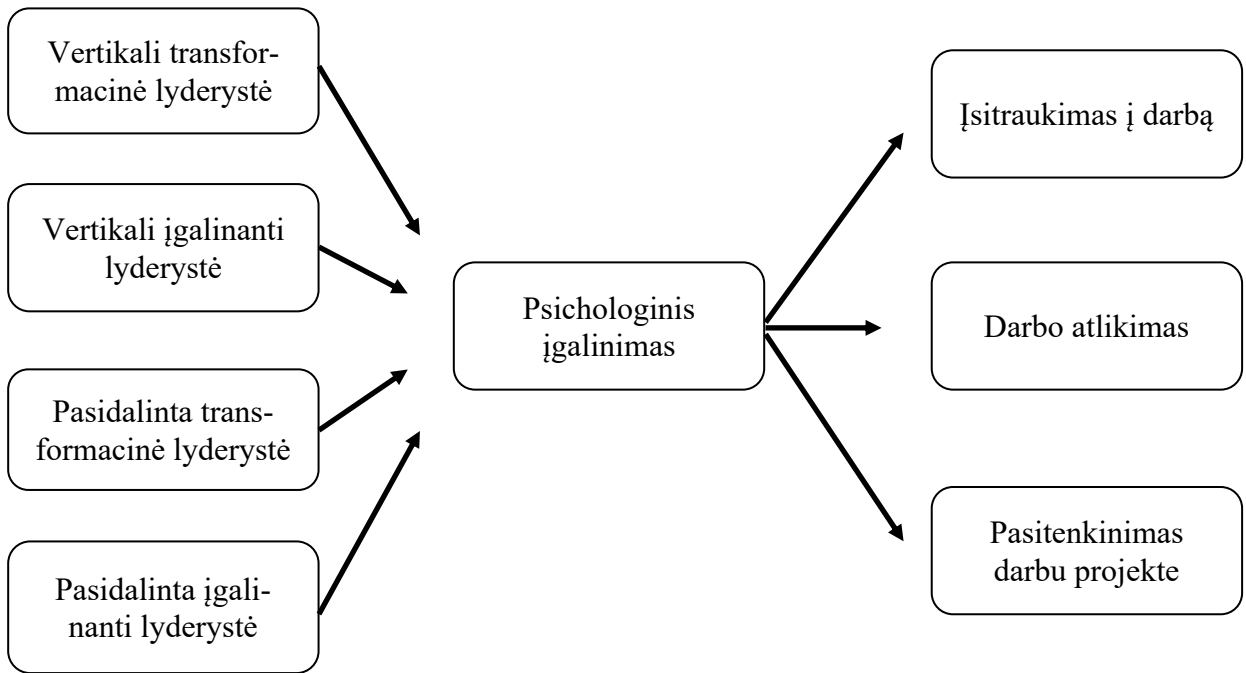 Vertikali transfor-
macinė lyderystė
Vertikali įgalinanti
lyderystė
Pasidalinta trans-
formacinė lyderystė
Pasidalinta įgali-
nanti lyderystė
Psichologinis
įgalinimas
Įsitraukimas į darbą
Darbo atlikimas
Pasitenkinimas
darbu projekte